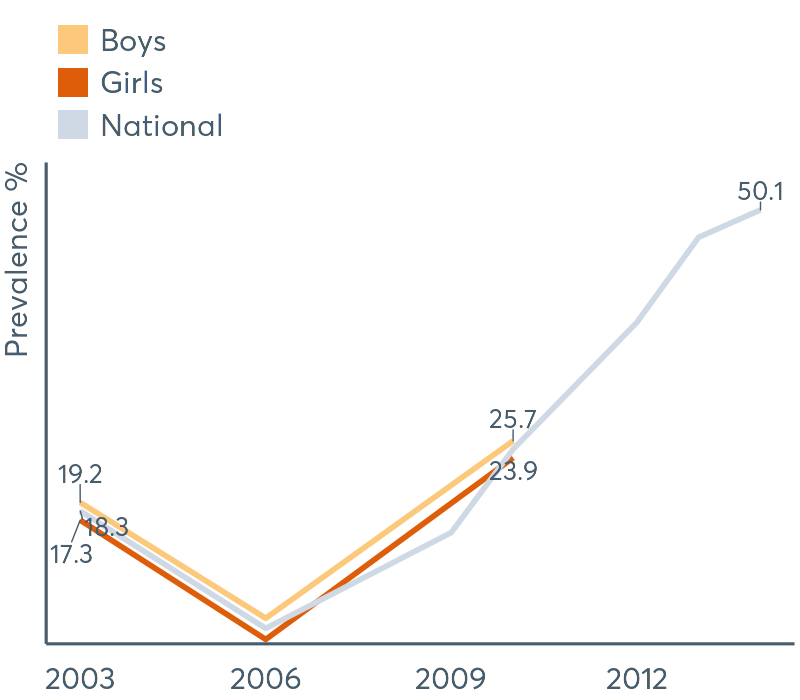 Boys
Girls
National
Prevalence %
50.1
25.7
23.9
19.2
18.3
17.3
2003 2006 2009 2012